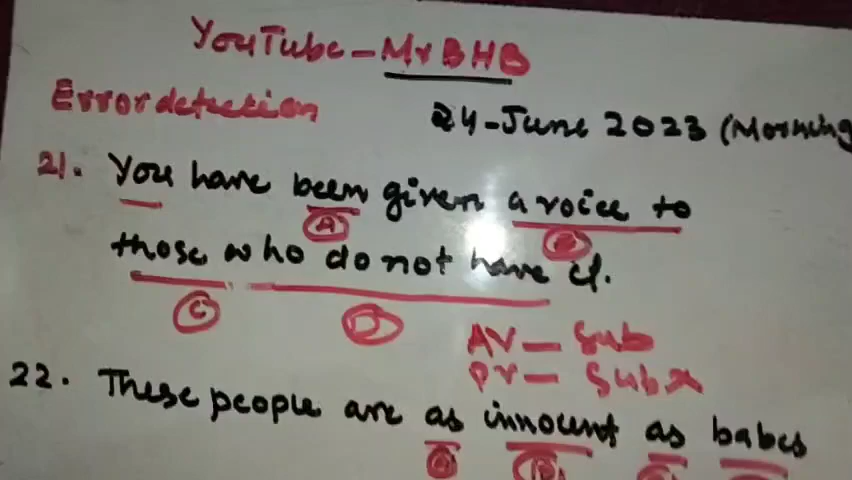 YouTube - MrBHB
Error detection
24-June 2023 (Morning
21. You have been given a voice to
A B
those who do not have it.
C D
AV - Sub
PV - Sub x
22. These people are as innocent as babes